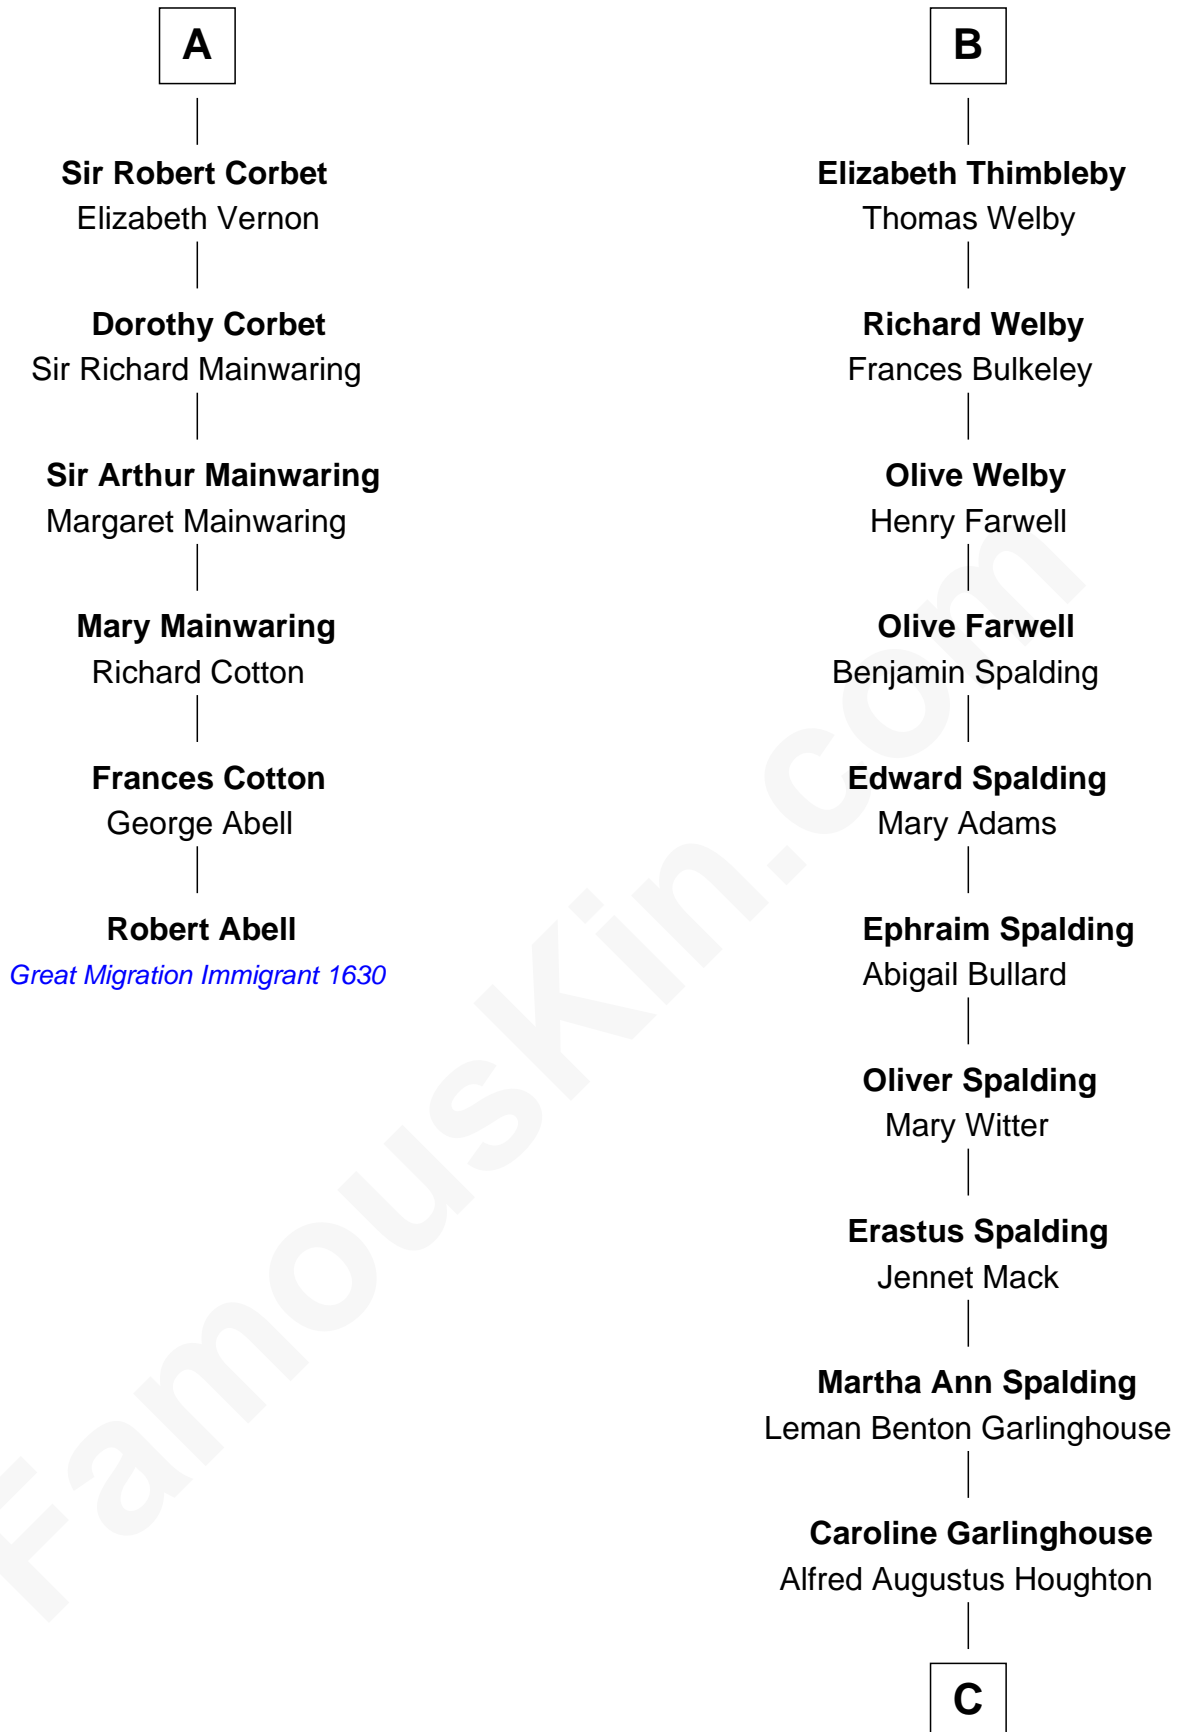 A
Sir Robert Corbet
Elizabeth Vernon
Dorothy Corbet
Sir Richard Mainwaring
Sir Arthur Mainwaring
Margaret Mainwaring
Mary Mainwaring
Richard Cotton
Frances Cotton
George Abell
Robert Abell
Great Migration Immigrant 1630
B
Elizabeth Thimbleby
Thomas Welby
Richard Welby
Frances Bulkeley
Olive Welby
Henry Farwell
Olive Farwell
Benjamin Spalding
Edward Spalding
Mary Adams
Ephraim Spalding
Abigail Bullard
Oliver Spalding
Mary Witter
Erastus Spalding
Jennet Mack
Martha Ann Spalding
Leman Benton Garlinghouse
Caroline Garlinghouse
Alfred Augustus Houghton
C
FamousKin.com